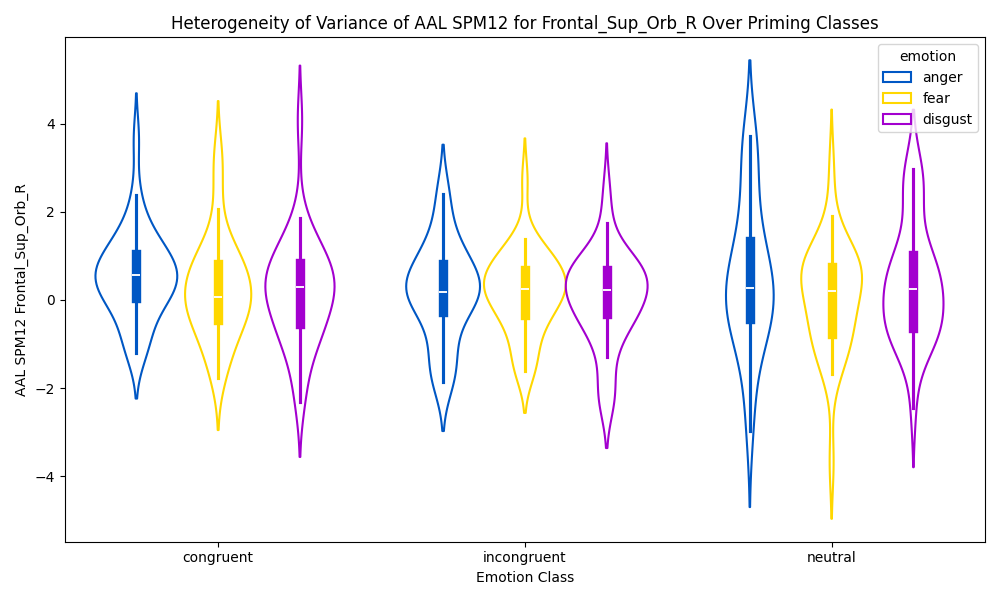 Heterogeneity of Variance of AAL SPM12 for Frontal_Sup_Orb_R Over Priming Classes
emotion
anger
fear
disgust
AAL SPM12 Frontal_Sup_Orb_R
4
2
0
−2
−4
congruent
incongruent
neutral
Emotion Class